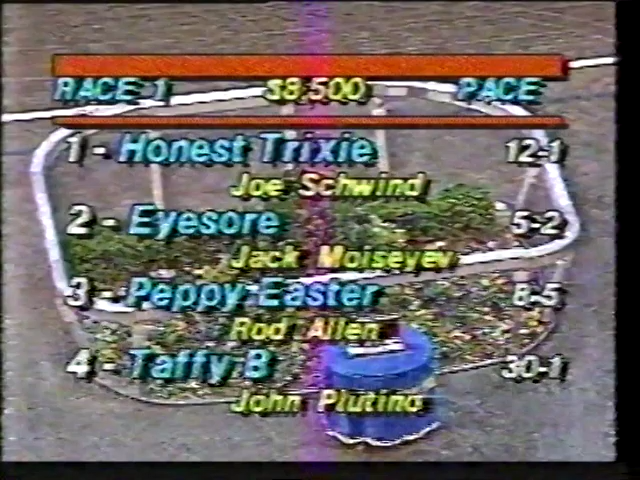 RACE 1 $8,500 PACE
1 - Honest Trixie 12-1
Joe Schwind
2 - Eyesore 5-2
Jack Moiseyev
3 - Peppy Easter 8-5
Rod Allen
4 - Taffy B 30-1
John Plutino